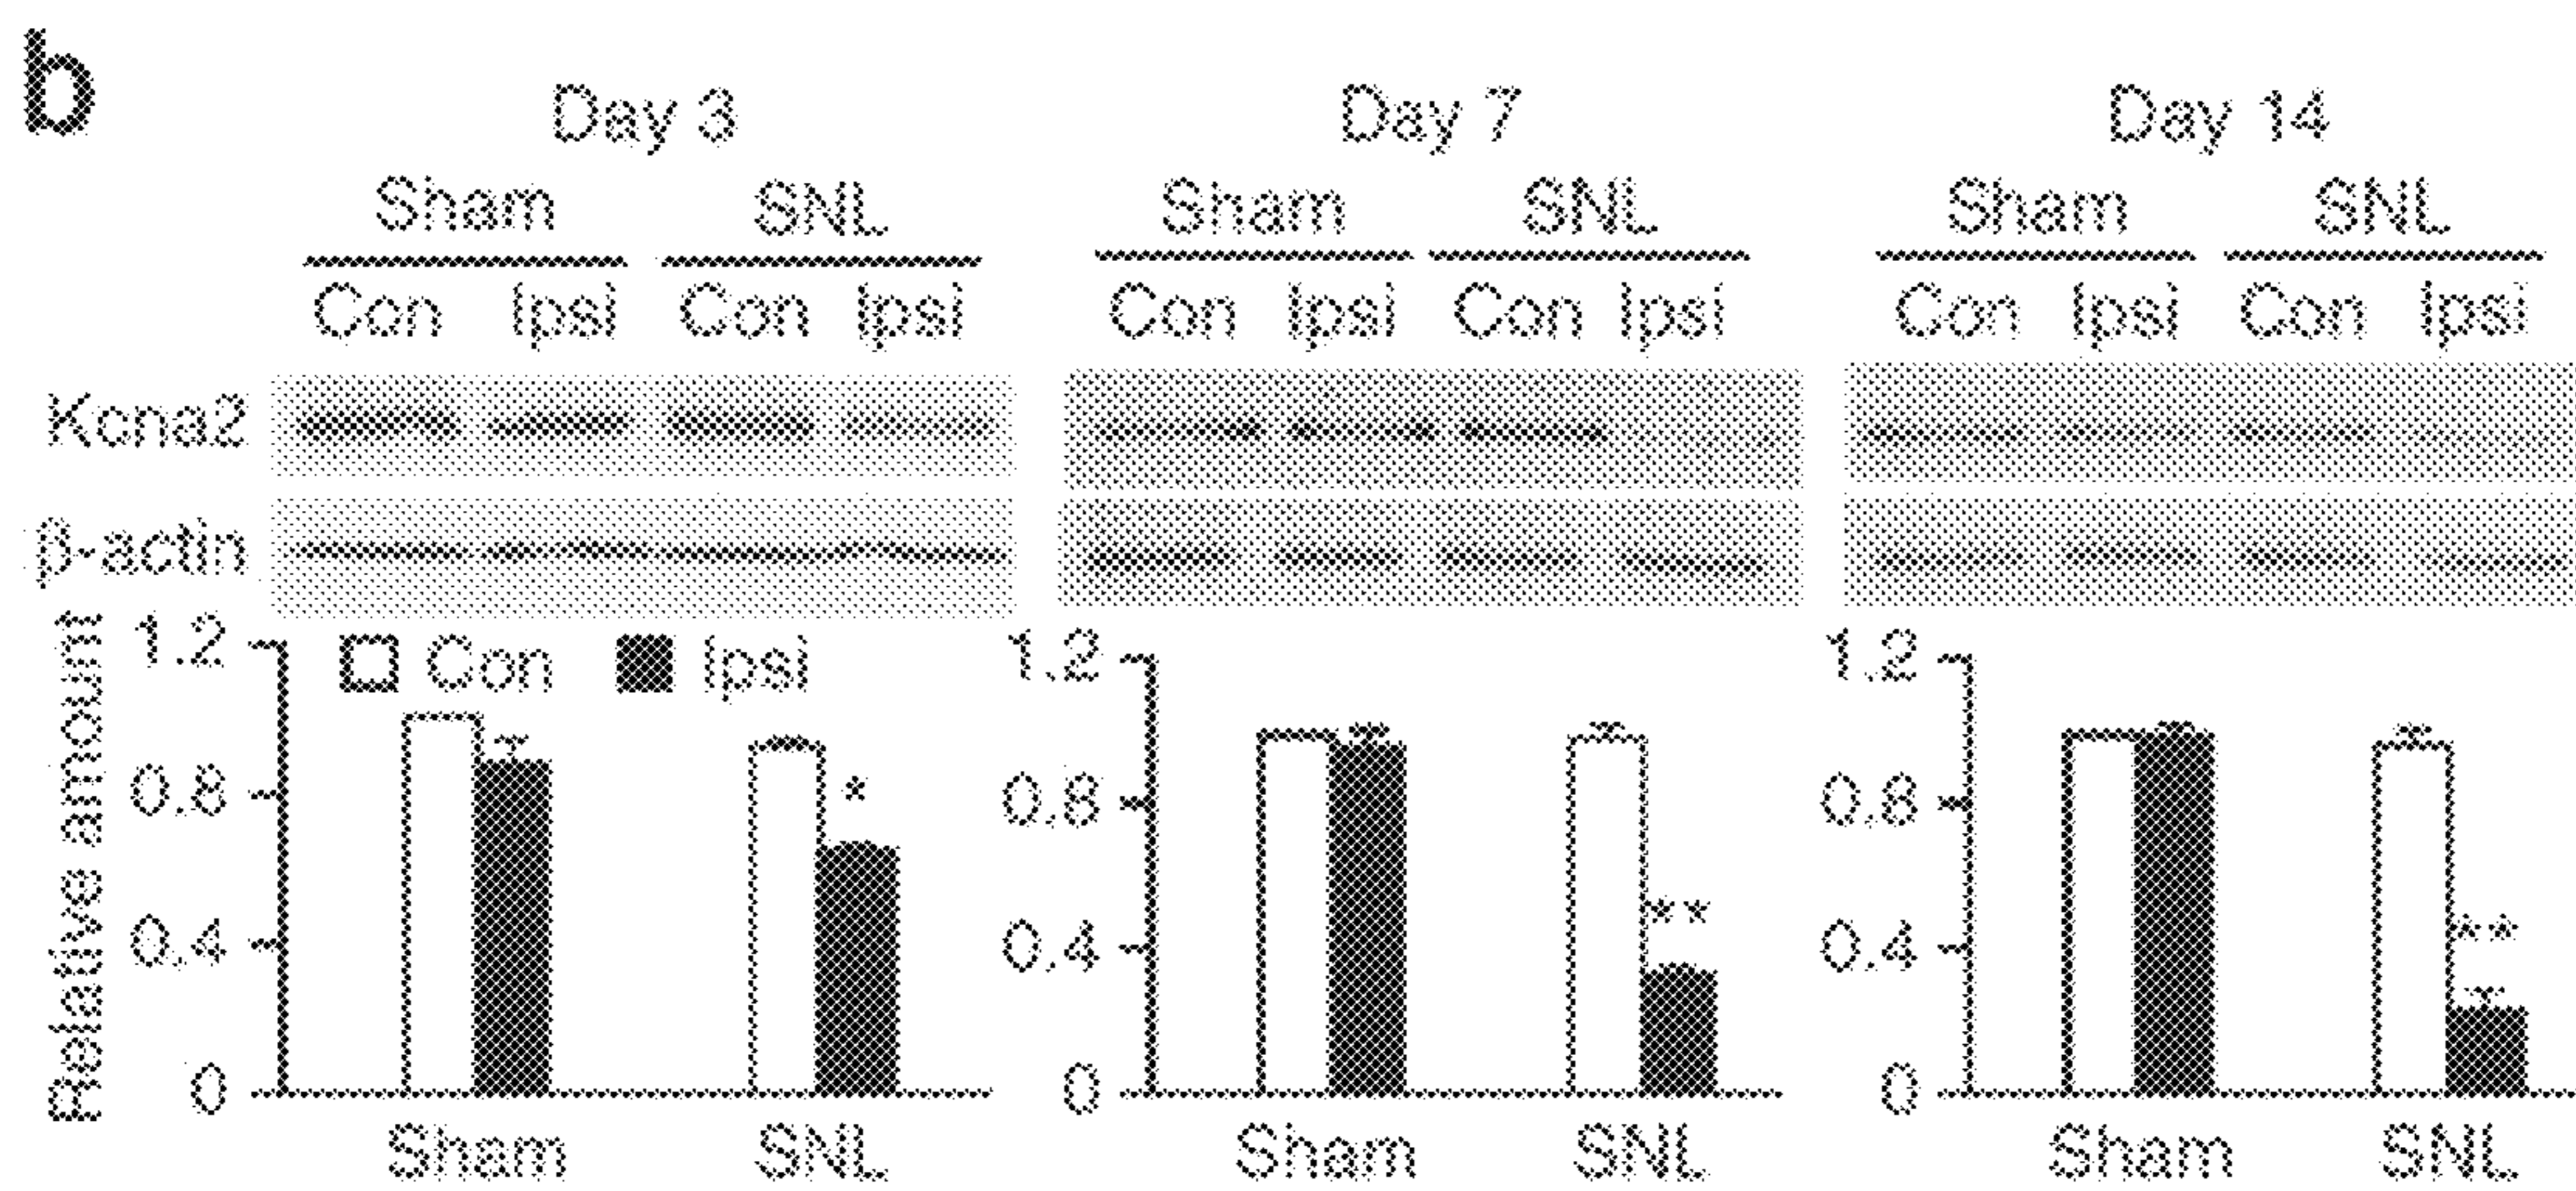 b
Day 3 Day 7 Day 14
Sham SNL Sham SNL Sham SNL
Con Ipsi Con Ipsi Con Ipsi Con Ipsi Con Ipsi Con Ipsi
Kcna2
β-actin
Relative amount
1.2 Con Ipsi 1.2 1.2
0.8 * 0.8 0.8
** **
0.4 0.4 0.4
0 0 0
Sham SNL Sham SNL Sham SNL